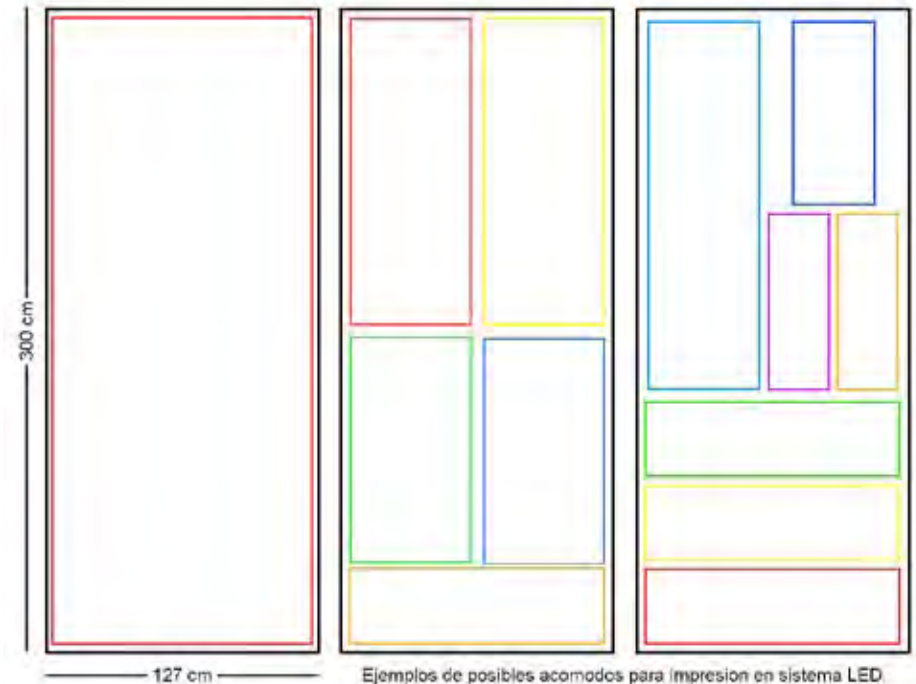 300 cm
127 cm
Ejemplos de posibles acomodos para impresion en sistema LED